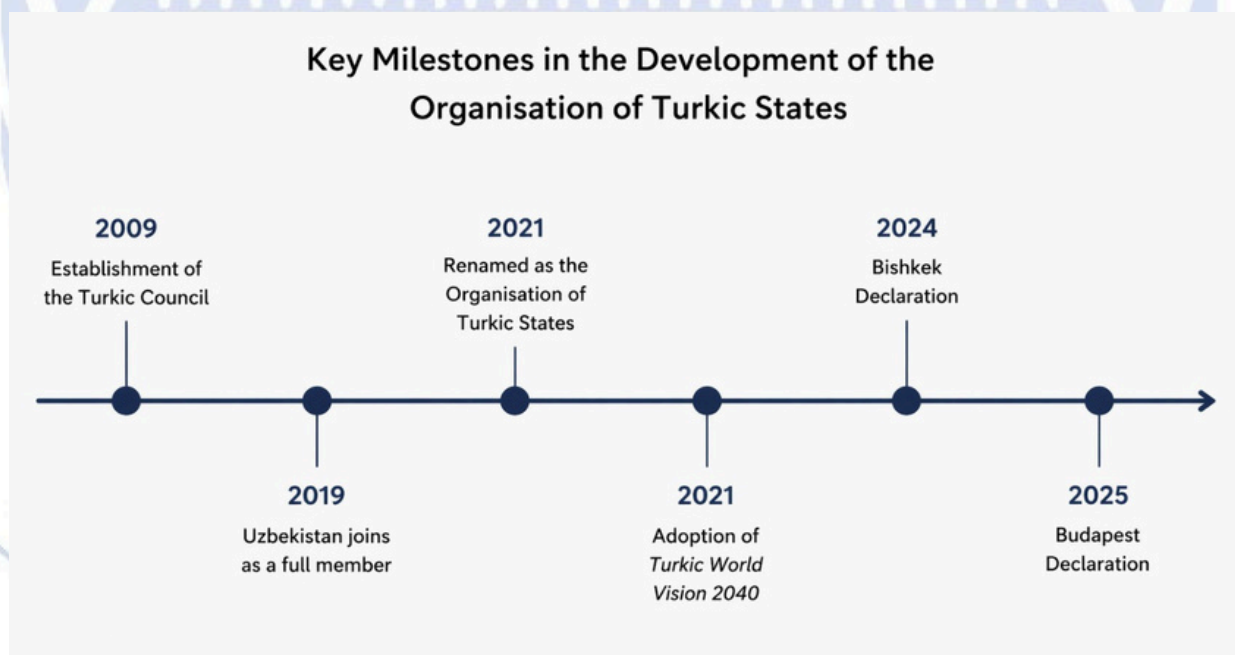 Key Milestones in the Development of the
Organisation of Turkic States
2009
Establishment of
the Turkic Council
2019
Uzbekistan joins
as a full member
2021
Renamed as the
Organisation of
Turkic States
2021
Adoption of
Turkic World
Vision 2040
2024
Bishkek
Declaration
2025
Budapest
Declaration